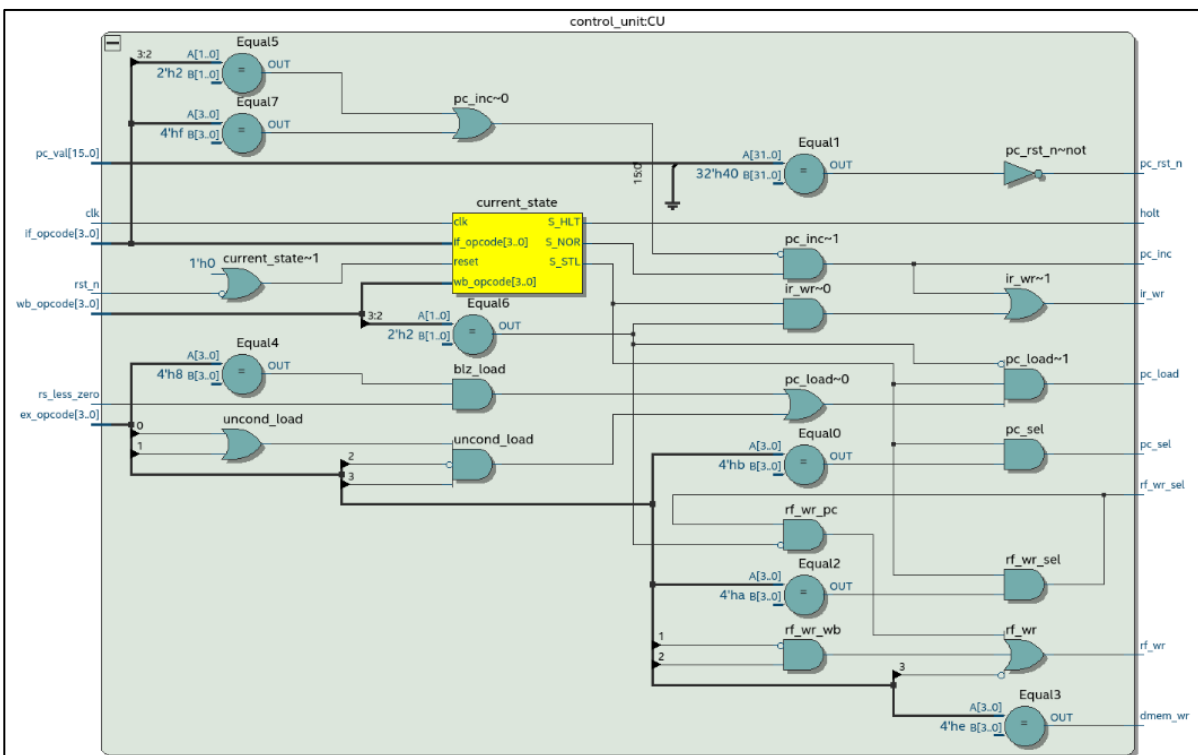 control_unit:CU
Equal5
3:2
A[1..0]
2'h2 B[1..0]
=
OUT
Equal7
A[3..0]
4'hf B[3..0]
=
OUT
pc_inc~0
pc_val[15..0]
15:0
Equal1
A[31..0]
32'h40 B[31..0]
=
OUT
pc_rst_n~not
pc_rst_n
clk
if_opcode[3..0]
current_state
clk
if_opcode[3..0]
reset
wb_opcode[3..0]
S_HLT
S_NOR
S_STL
holt
pc_inc~1
pc_inc
1'h0
current_state~1
rst_n
wb_opcode[3..0]
ir_wr~0
ir_wr~1
ir_wr
Equal6
3:2
A[1..0]
2'h2 B[1..0]
=
OUT
Equal4
A[3..0]
4'h8 B[3..0]
=
OUT
blz_load
rs_less_zero
ex_opcode[3..0]
pc_load~0
pc_load~1
pc_load
0
1
uncond_load
uncond_load
2
3
Equal0
A[3..0]
4'hb B[3..0]
=
OUT
pc_sel
pc_sel
rf_wr_sel
rf_wr_pc
Equal2
A[3..0]
4'ha B[3..0]
=
OUT
rf_wr_sel
rf_wr_wb
1
2
rf_wr
3
rf_wr
Equal3
A[3..0]
4'he B[3..0]
=
OUT
dmem_wr